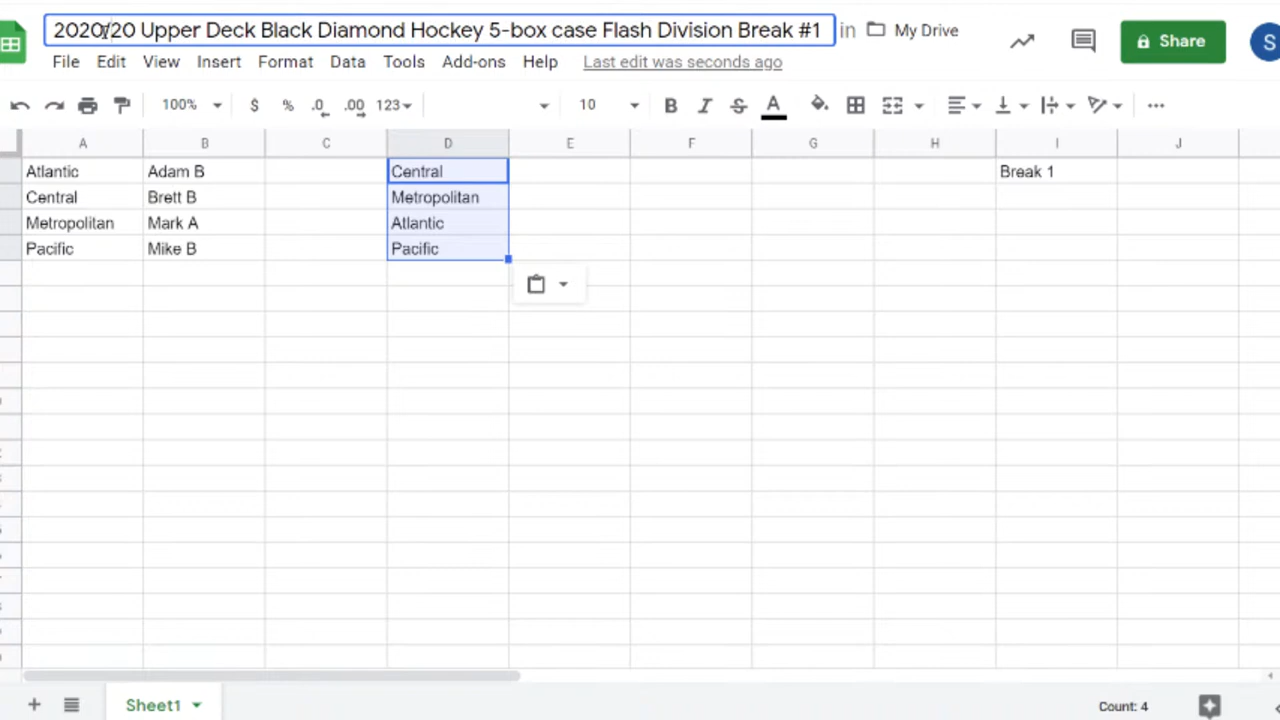 2020/20 Upper Deck Black Diamond Hockey 5-box case Flash Division Break #1 in My Drive
Share
S
File Edit View Insert Format Data Tools Add-ons Help Last edit was seconds ago
100% $ % .0 .00 123 10 B I S A
A B C D E F G H I J
Atlantic Adam B Central Break 1
Central Brett B Metropolitan
Metropolitan Mark A Atlantic
Pacific Mike B Pacific
Sheet1 Count: 4